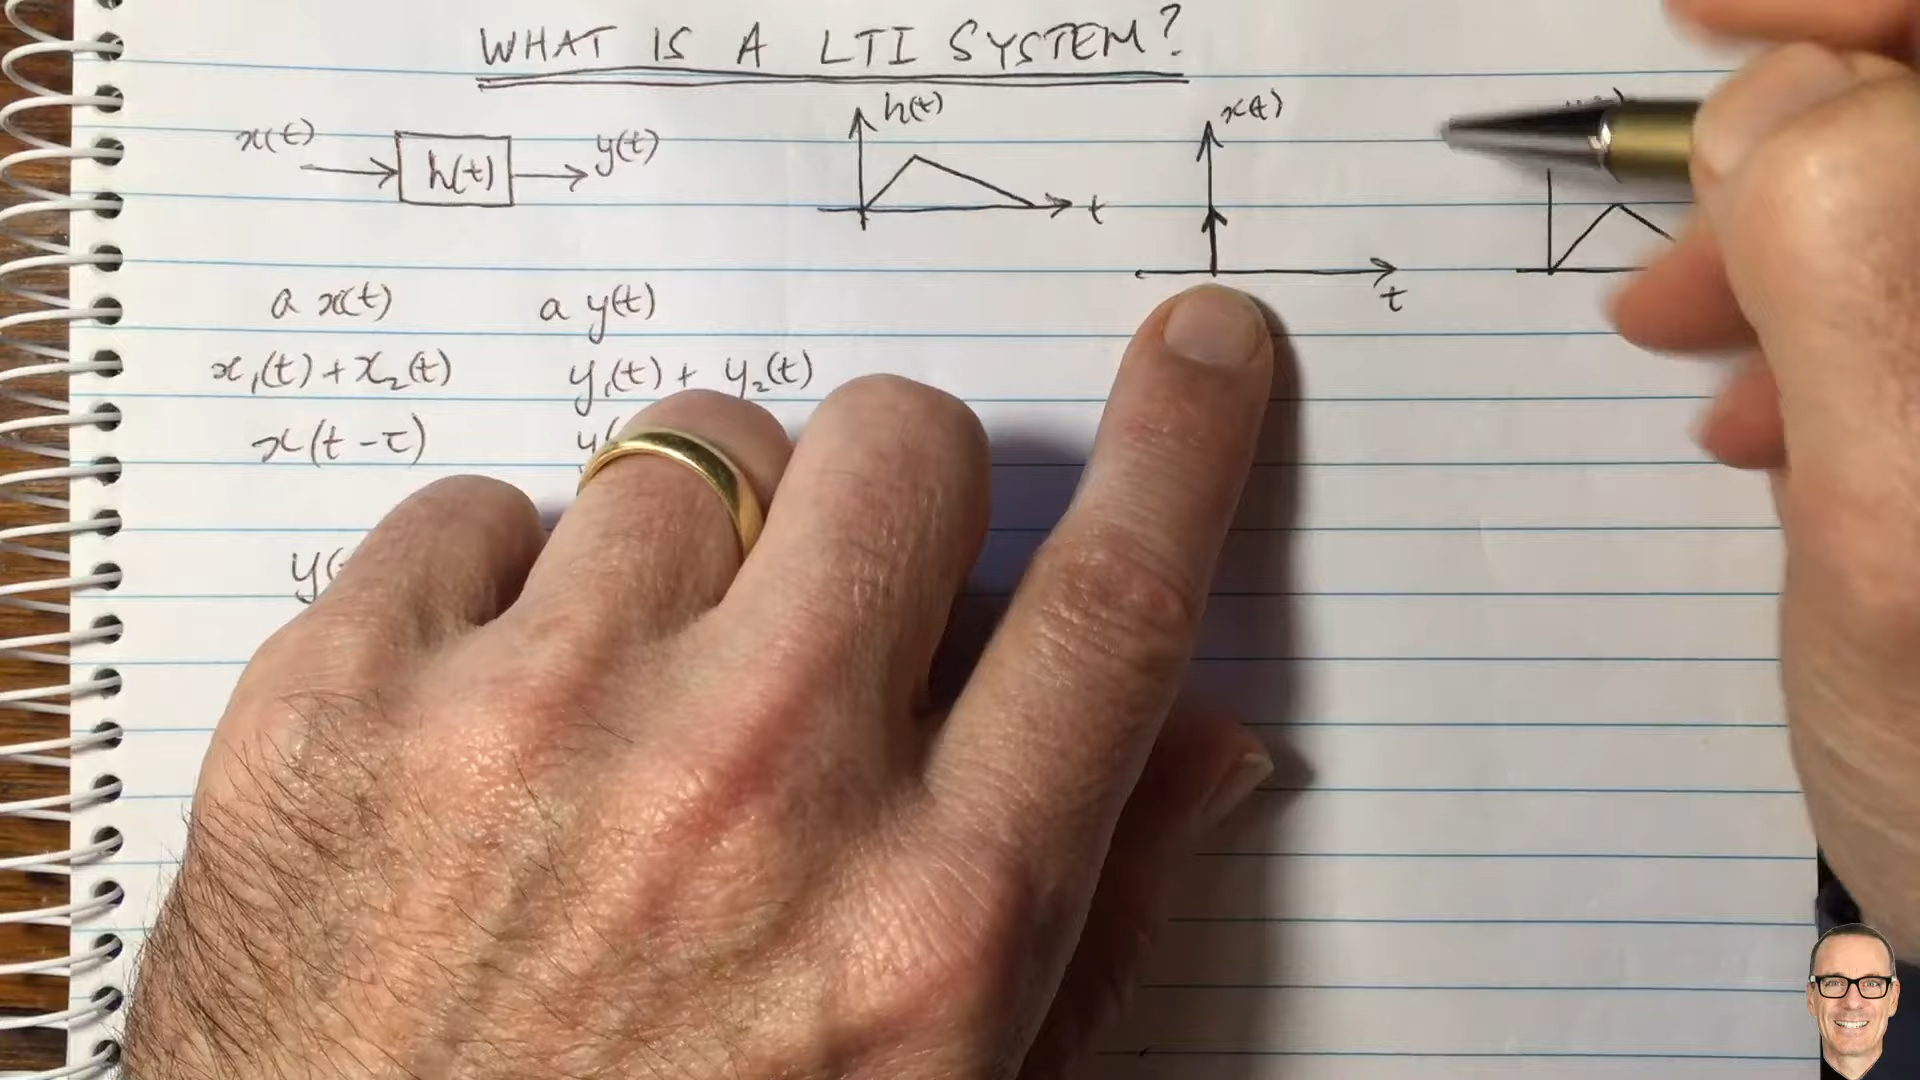 WHAT IS A LTI SYSTEM?
x(t) h(t) y(t)
h(t)
t
x(t)
t
a x(t) a y(t)
x₁(t) + x₂(t) y₁(t) + y₂(t)
x(t - τ) y(
y(